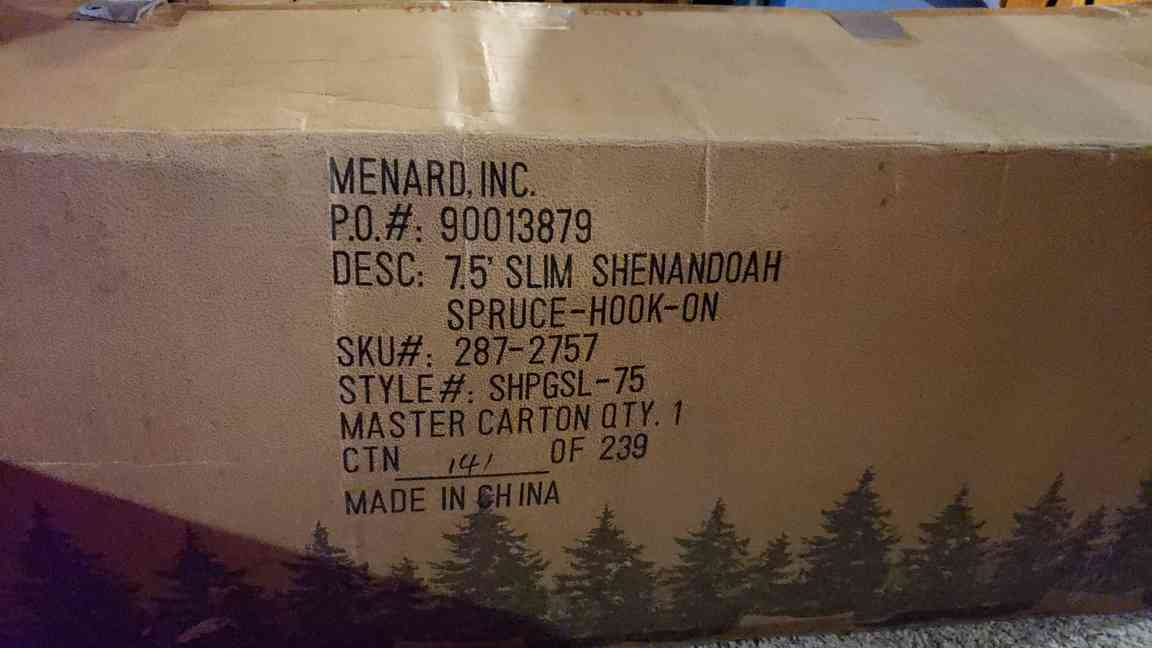 MENARD, INC.
P.O.#: 90013879
DESC: 7.5' SLIM SHENANDOAH
SPRUCE-HOOK-ON
SKU#: 287-2757
STYLE#: SHPGSL-75
MASTER CARTON QTY. 1
CTN 141 OF 239
MADE IN CHINA